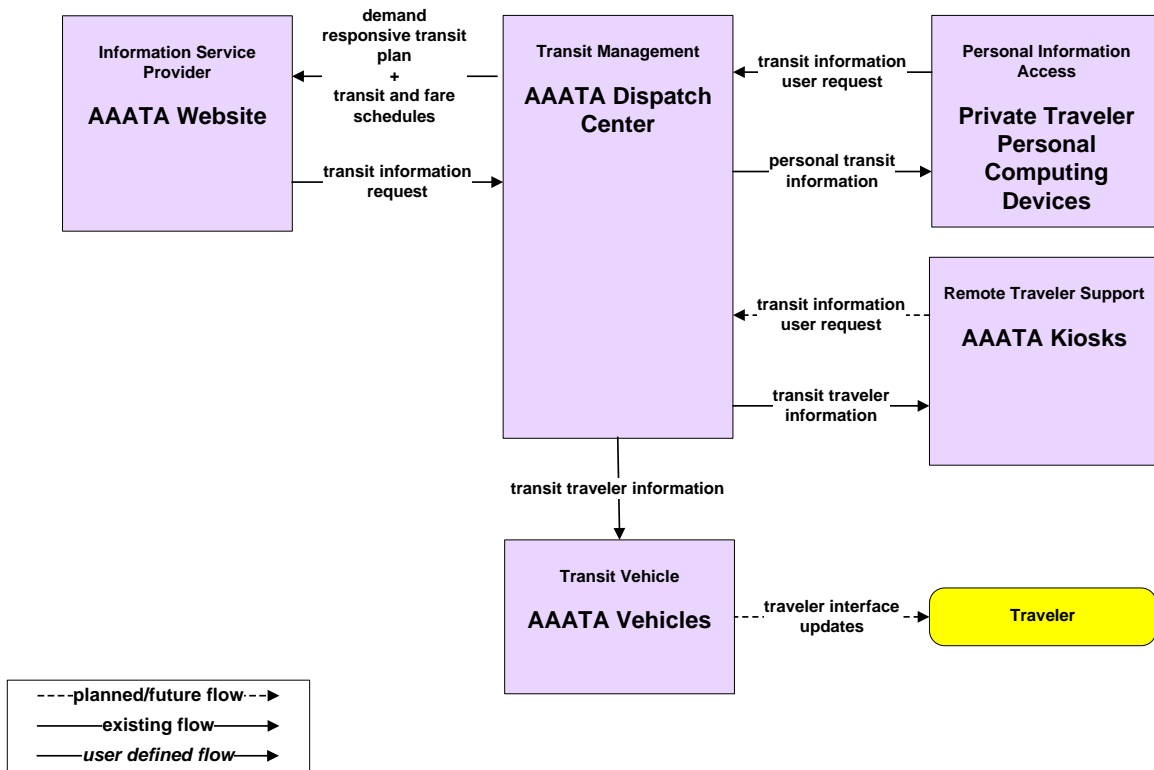 Information Service
Provider
AAATA Website
demand
responsive transit
plan
+
transit and fare
schedules
transit information
request
Transit Management
AAATA Dispatch
Center
transit information
user request
personal transit
information
Personal Information
Access
Private Traveler
Personal
Computing
Devices
transit information
user request
transit traveler
information
Remote Traveler Support
AAATA Kiosks
transit traveler information
Transit Vehicle
AAATA Vehicles
traveler interface
updates
Traveler
planned/future flow
existing flow
user defined flow